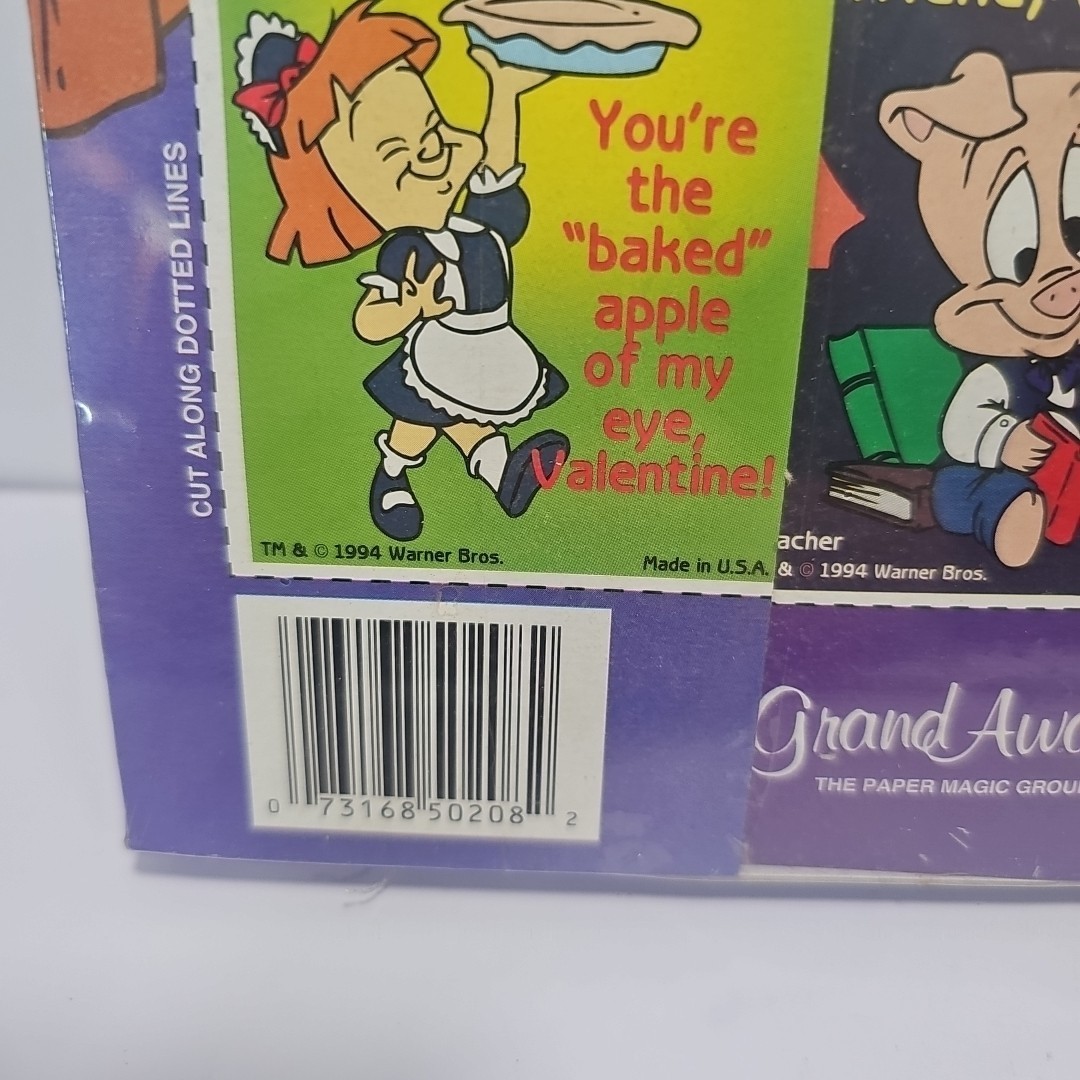 You're
the
"baked"
apple
of my
eye,
Valentine!
CUT ALONG DOTTED LINES
TM & © 1994 Warner Bros.
Made in U.S.A.
acher
& © 1994 Warner Bros.
0 73168 50208 2
Grand Awa
THE PAPER MAGIC GROU